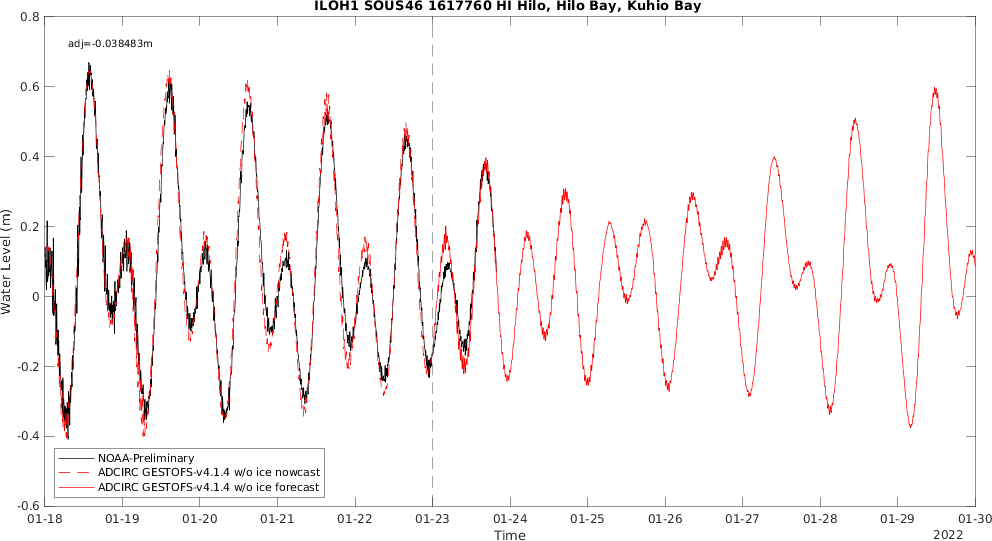 ILOH1 SOUS46 1617760 HI Hilo, Hilo Bay, Kuhio Bay
adj=-0.038483m
0.8
0.6
0.4
0.2
0
-0.2
-0.4
-0.6
Water Level (m)
NOAA-Preliminary
ADCIRC GESTOFS-v4.1.4 w/o ice nowcast
ADCIRC GESTOFS-v4.1.4 w/o ice forecast
01-18 01-19 01-20 01-21 01-22 01-23 01-24 01-25 01-26 01-27 01-28 01-29 01-30
Time
2022